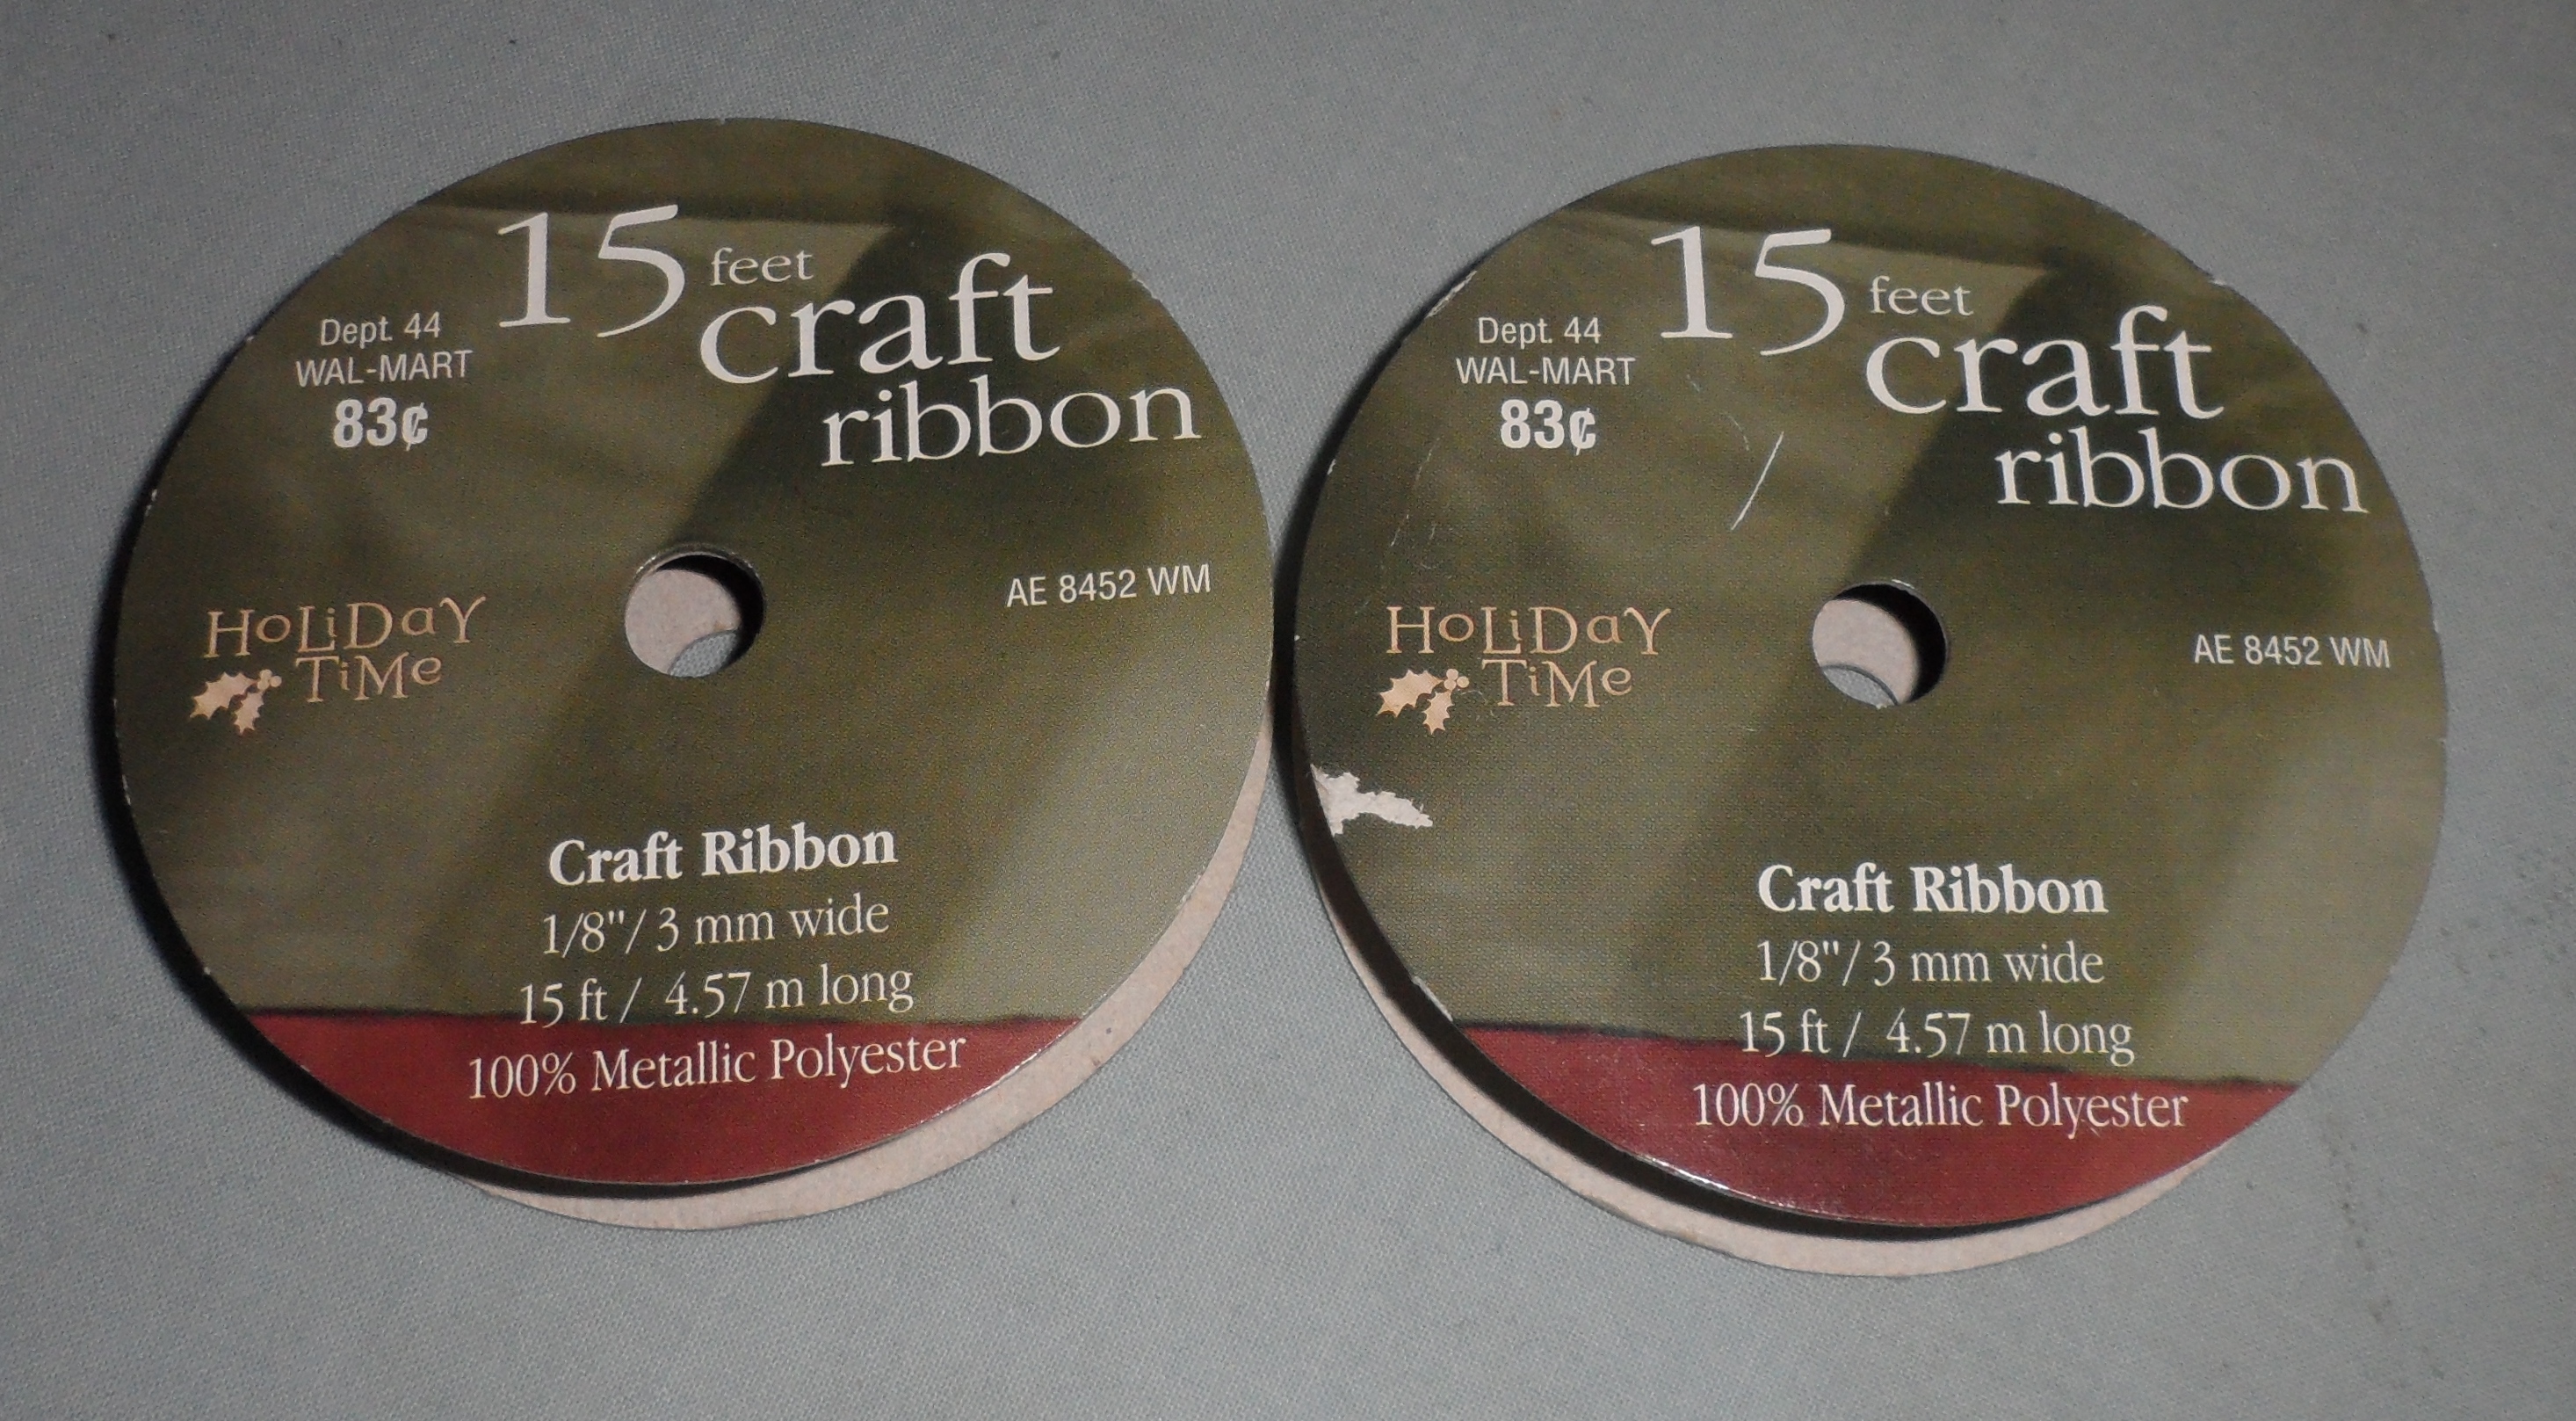 15 feet
craft
ribbon
Dept. 44
WAL-MART
83¢
AE 8452 WM
HOLiDaY
TiMe
Craft Ribbon
1/8"/ 3 mm wide
15 ft / 4.57 m long
100% Metallic Polyester
15 feet
craft
ribbon
Dept. 44
WAL-MART
83¢
AE 8452 WM
HOLiDaY
TiMe
Craft Ribbon
1/8"/ 3 mm wide
15 ft / 4.57 m long
100% Metallic Polyester